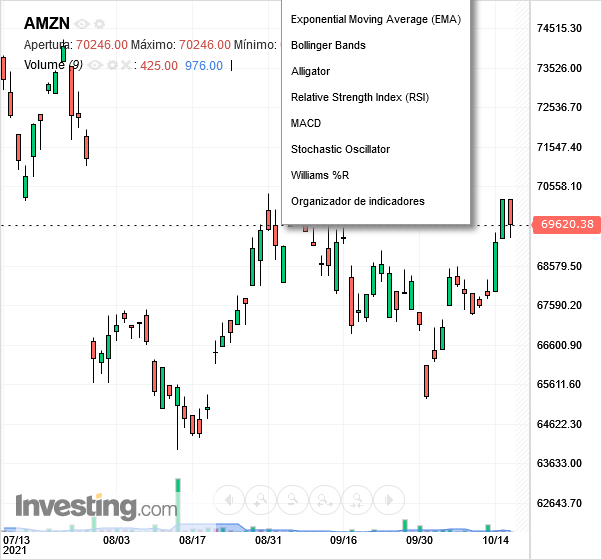 AMZN
Exponential Moving Average (EMA)
Apertura: 70246.00 Máximo: 70246.00 Mínimo:
Bollinger Bands
Volume (9) : 425.00 976.00
Alligator
Relative Strength Index (RSI)
MACD
Stochastic Oscillator
Williams %R
Organizador de indicadores
74515.30
73526.00
72536.70
71547.40
70558.10
69620.38
68579.50
67590.20
66600.90
65611.60
64622.30
63633.00
62643.70
Investing.com
07/13 08/03 08/17 08/31 09/16 09/30 10/14
2021